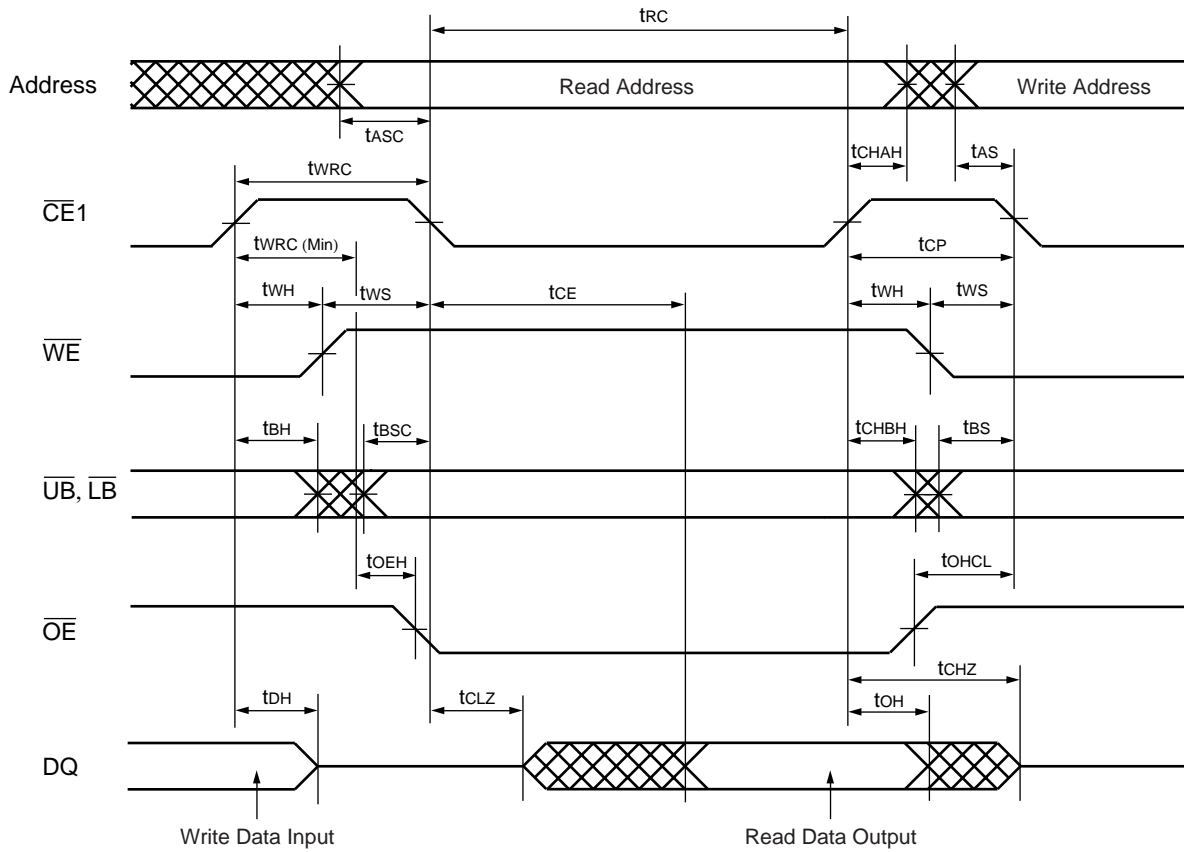 tRC
Address
Read Address
Write Address
tASC
tCHAH
tAS
tWRC
CE1
tWRC (Min)
tCP
tWH
tWS
tCE
tWH
tWS
WE
tBH
tBSC
tCHBH
tBS
UB, LB
tOEH
tOHCL
OE
tCHZ
tDH
tCLZ
tOH
DQ
Write Data Input
Read Data Output